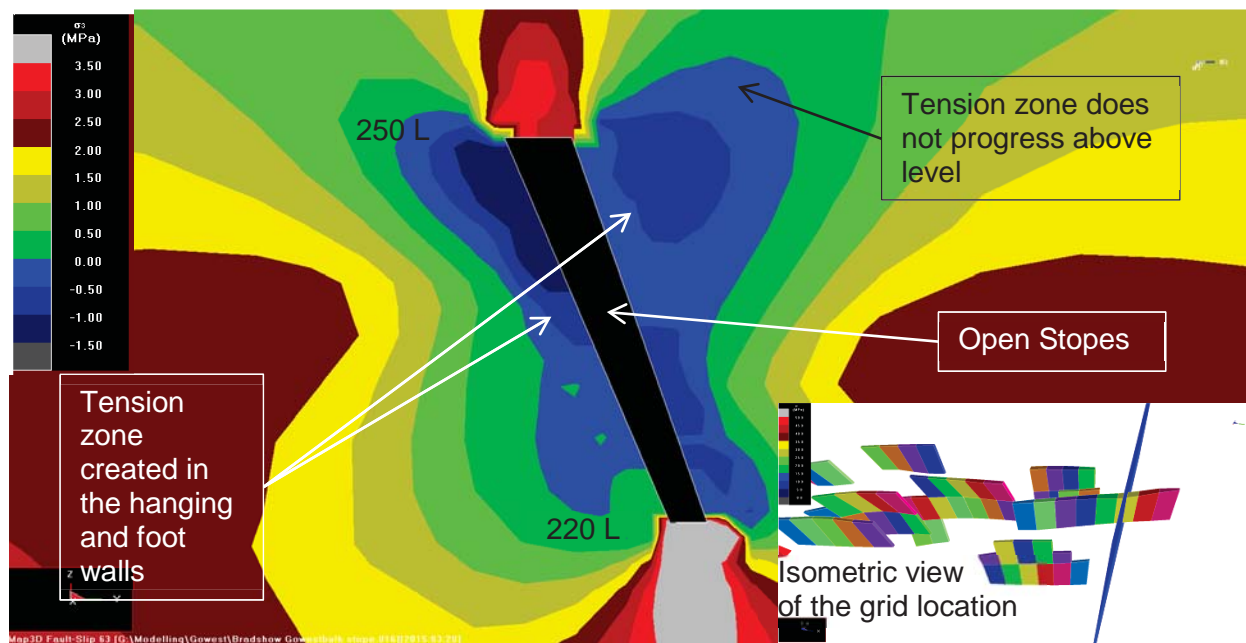 σ3
(MPa)
3.50
3.00
2.50
2.00
1.50
1.00
0.50
0.00
-0.50
-1.00
-1.50
250 L
Tension zone does
not progress above
level
Open Stopes
Tension
zone
created in
the hanging
and foot
walls
220 L
Isometric view
of the grid location
Z
X
Y